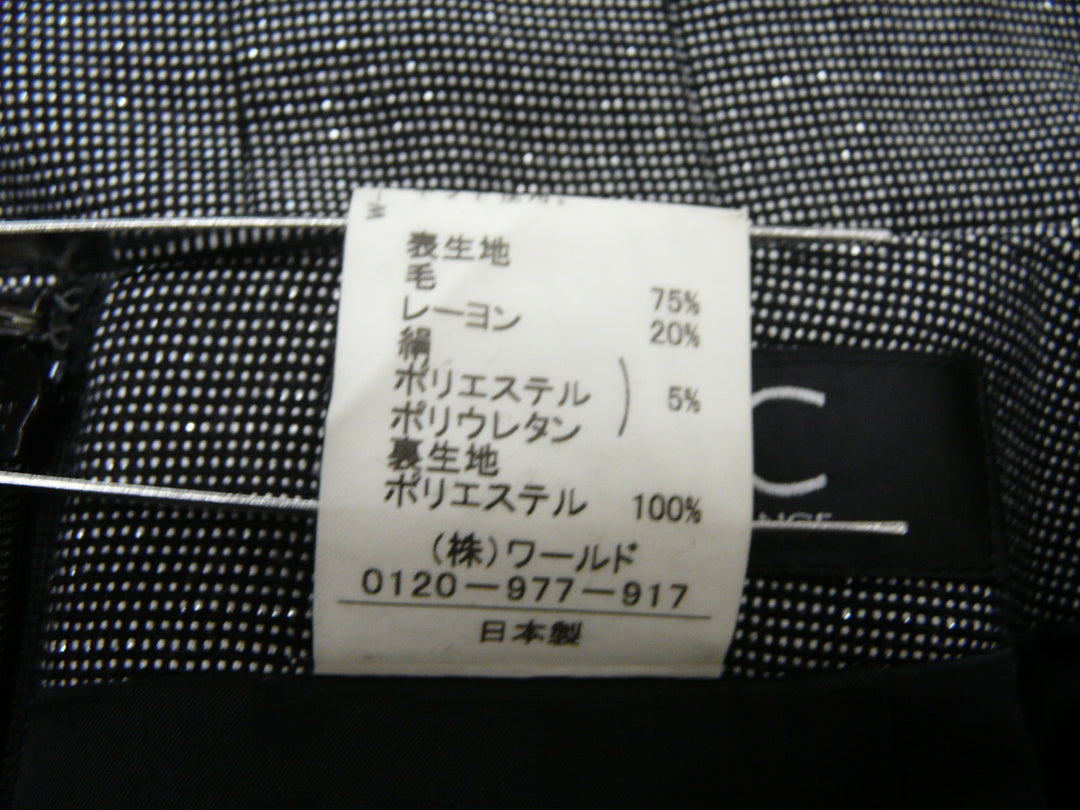 表生地
毛 75%
レーヨン 20%
絹
ポリエステル ) 5%
ポリウレタン
裏生地
ポリエステル 100%
(株)ワールド
0120-977-917
日本製
C